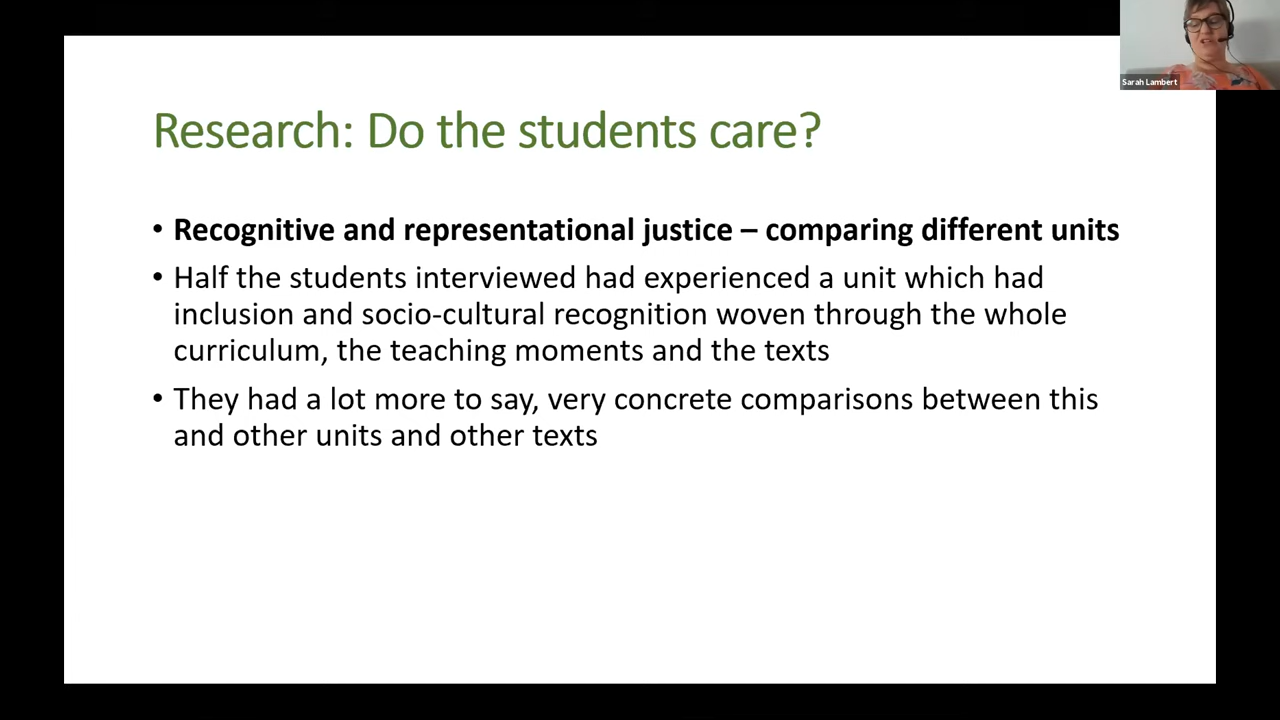 Sarah Lambert
Research: Do the students care?
• Recognitive and representational justice – comparing different units
• Half the students interviewed had experienced a unit which had
inclusion and socio-cultural recognition woven through the whole
curriculum, the teaching moments and the texts
• They had a lot more to say, very concrete comparisons between this
and other units and other texts